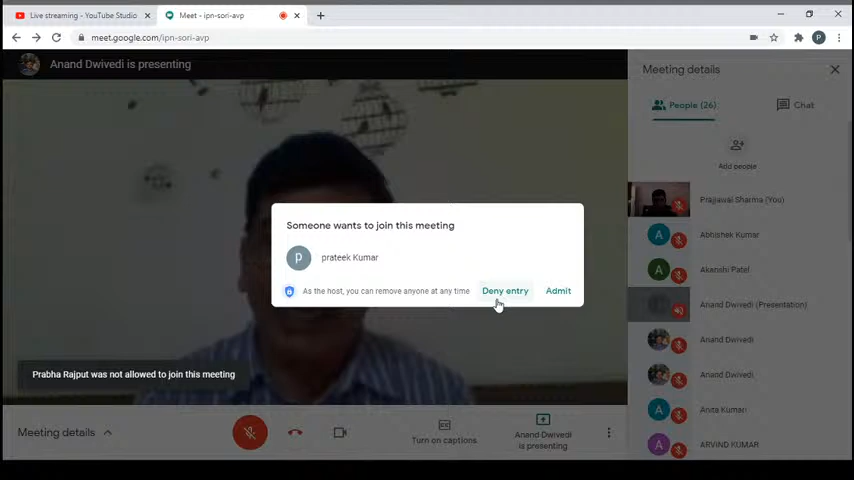 Live streaming - YouTube Studio
Meet - ipn-sori-avp
meet.google.com/ipn-sori-avp
P
Anand Dwivedi is presenting
Meeting details
People (26)
Chat
Add people
Prajjawal Sharma (You)
A
Abhishek Kumar
A
Akanshi Patel
Anand Dwivedi (Presentation)
Anand Dwivedi
Anand Dwivedi
A
Anita Kumari
A
ARVIND KUMAR
Someone wants to join this meeting
p
prateek Kumar
As the host, you can remove anyone at any time
Deny entry
Admit
Prabha Rajput was not allowed to join this meeting
Meeting details
Turn on captions
Anand Dwivedi
is presenting